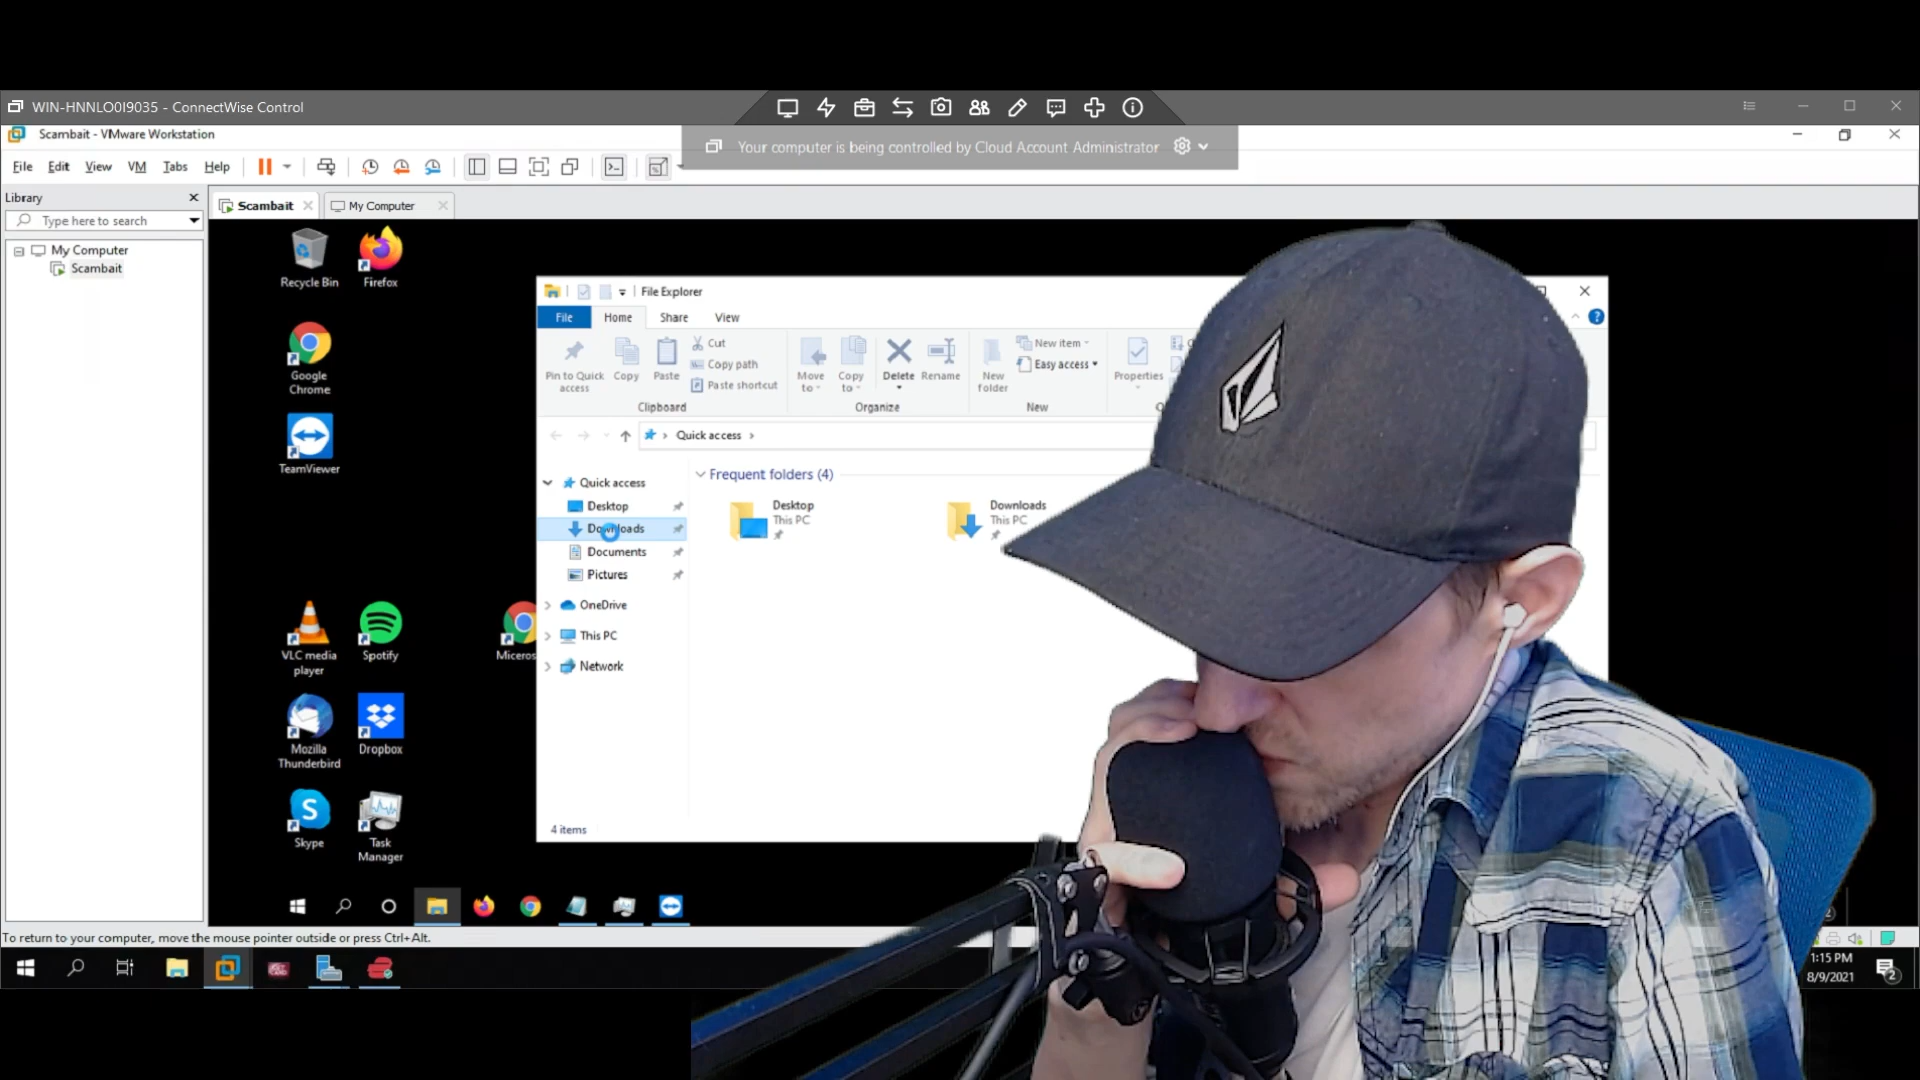 WIN-HNNLO0I9035 - ConnectWise Control
Scambait - VMware Workstation
Your computer is being controlled by Cloud Account Administrator
File Edit View VM Tabs Help
Library
Type here to search
My Computer
Scambait
Scambait
My Computer
Recycle Bin
Firefox
Google
Chrome
TeamViewer
VLC media
player
Spotify
Miceros
Mozilla
Thunderbird
Dropbox
Skype
Task
Manager
File Explorer
File Home Share View
Pin to Quick
access
Copy
Paste
Cut
Copy path
Paste shortcut
Clipboard
Move
to
Copy
to
Delete
Rename
Organize
New
folder
New item
Easy access
New
Properties
Quick access
Quick access
Desktop
Downloads
Documents
Pictures
OneDrive
This PC
Network
Frequent folders (4)
Desktop
This PC
Downloads
This PC
4 items
To return to your computer, move the mouse pointer outside or press Ctrl+Alt.
1:15 PM
8/9/2021
2